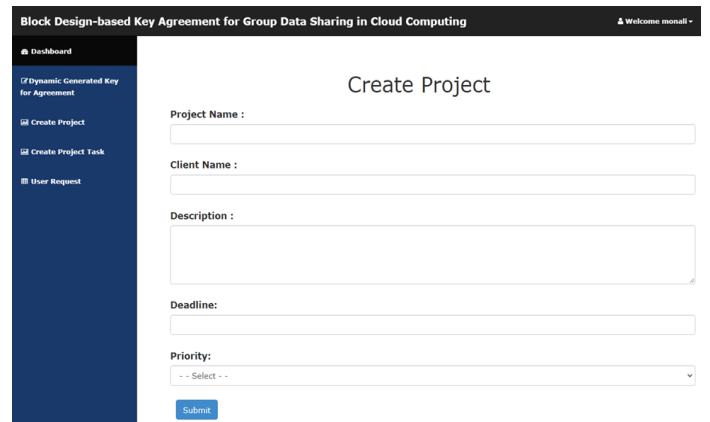 Block Design-based Key Agreement for Group Data Sharing in Cloud Computing
Welcome monali
Dashboard
Dynamic Generated Key
for Agreement
Create Project
Create Project Task
User Request
Create Project
Project Name :
Client Name :
Description :
Deadline:
Priority:
- - Select - -
Submit